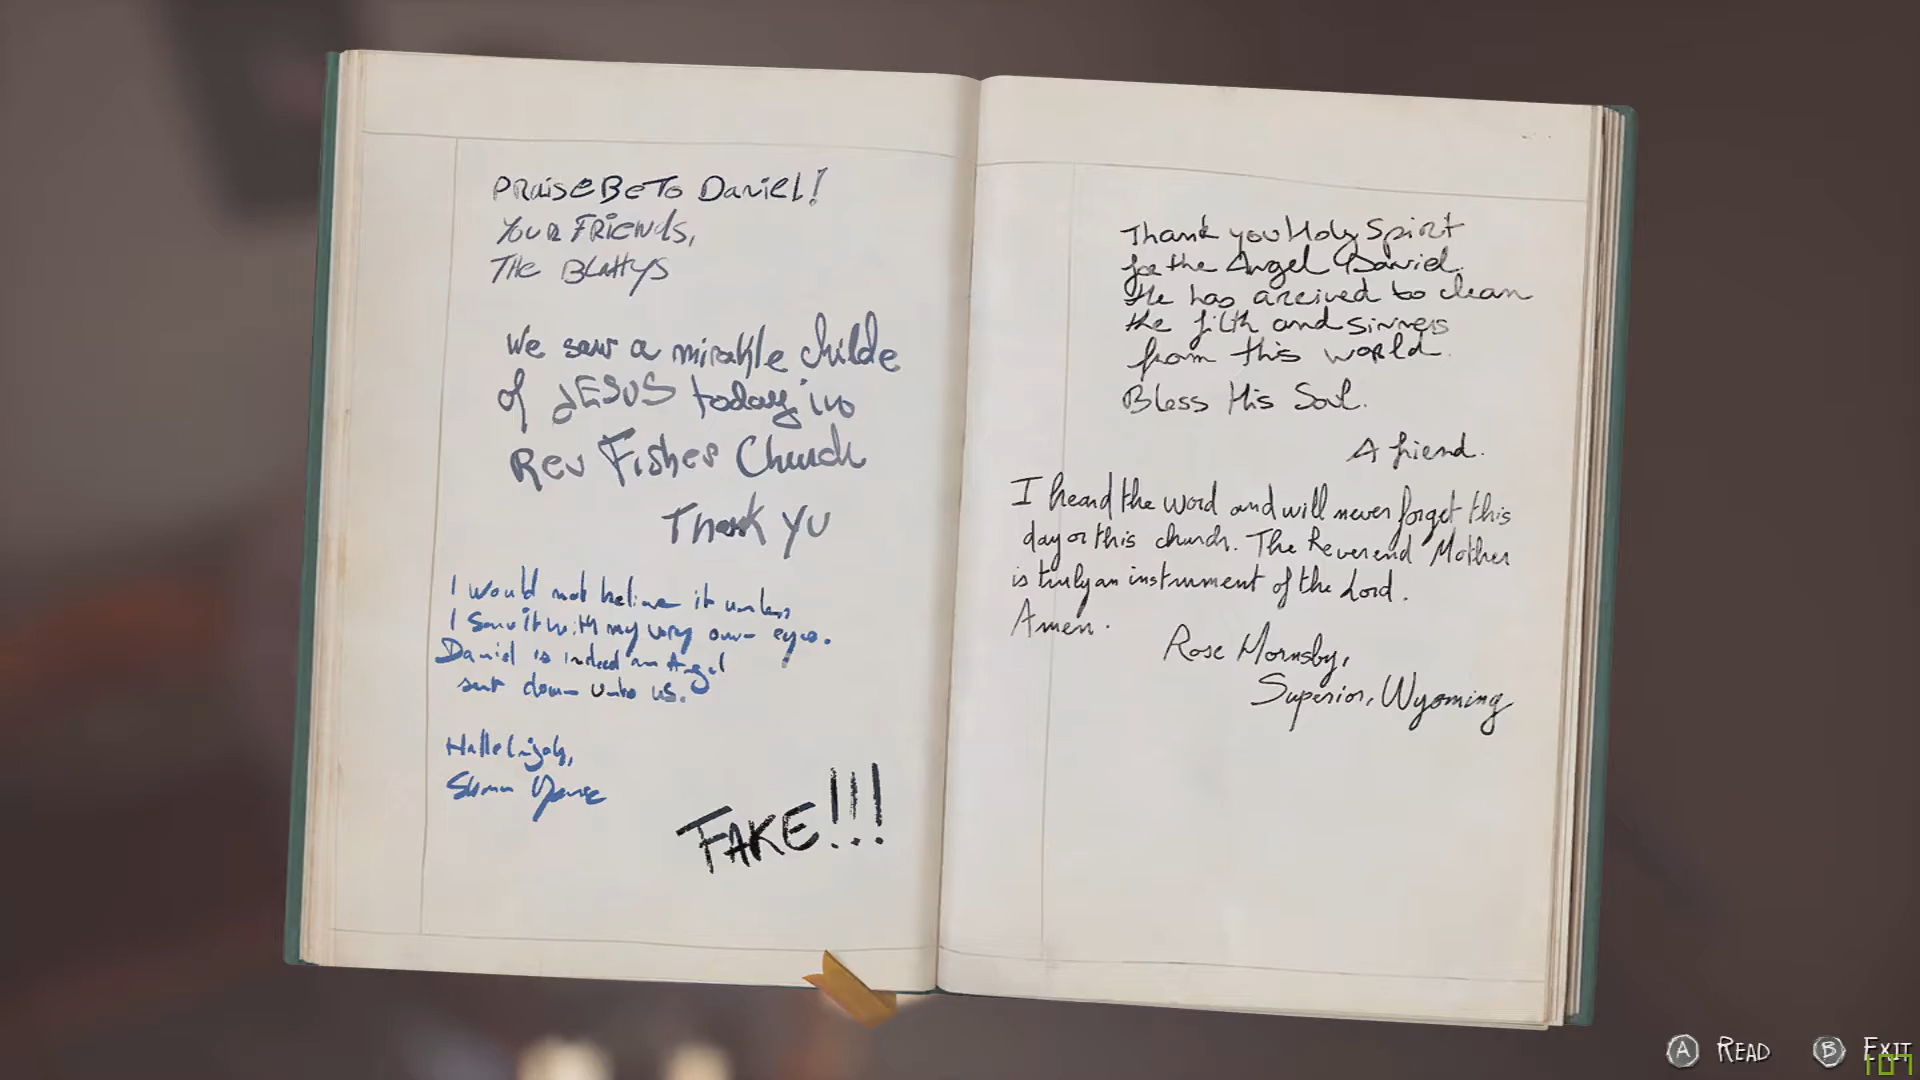 PRaise Be To Daniel!
YouR FRiends,
THe BLattys
We saw a mirakle childe
of JESUS today in
Rev Fisher Church
Thank YU
I would not believe it unless
I saw it with my very own eyes.
Daniel is indeed an Angel
sent down unto us.
Hallelujah,
FAKE!!!
Thank you Holy Spirit
for the Angel Daniel.
He has arrived to clean
the filth and sinners
from this world.
Bless His Soul.
A friend.
I heard the word and will never forget this
day or this church. The Reverend Mother
is truly an instrument of the Lord.
Amen.
Rose Hornsby,
Superior, Wyoming
A READ B EXIT
107